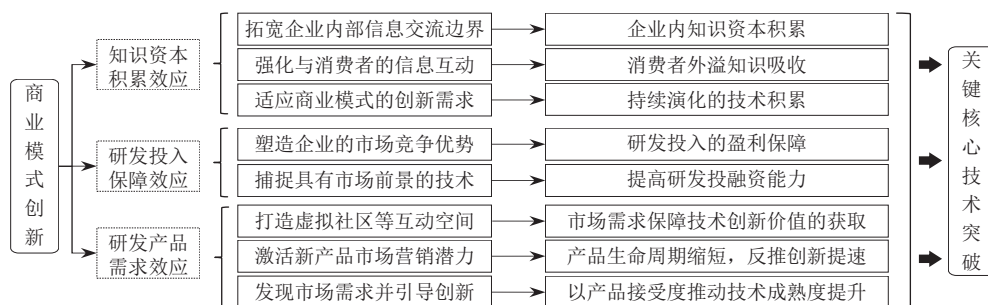 商业模式创新
知识资本
积累效应
拓宽企业内部信息交流边界
企业内知识资本积累
强化与消费者的信息互动
消费者外溢知识吸收
适应商业模式的创新需求
持续演化的技术积累
研发投入
保障效应
塑造企业的市场竞争优势
研发投入的盈利保障
捕捉具有市场前景的技术
提高研发投融资能力
研发产品
需求效应
打造虚拟社区等互动空间
市场需求保障技术创新价值的获取
激活新产品市场营销潜力
产品生命周期缩短，反推创新提速
发现市场需求并引导创新
以产品接受度推动技术成熟度提升
关键核心技术突破